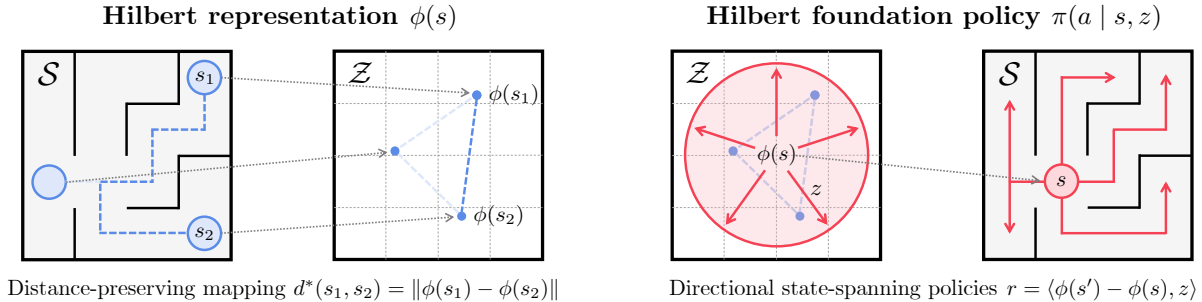 Hilbert representation ϕ(s)
Hilbert foundation policy π(a | s, z)
S
s₁
s₂
Z
ϕ(s₁)
ϕ(s₂)
Z
ϕ(s)
z
S
s
Distance-preserving mapping d*(s₁, s₂) = ‖ϕ(s₁) − ϕ(s₂)‖
Directional state-spanning policies r = ⟨ϕ(s′) − ϕ(s), z⟩